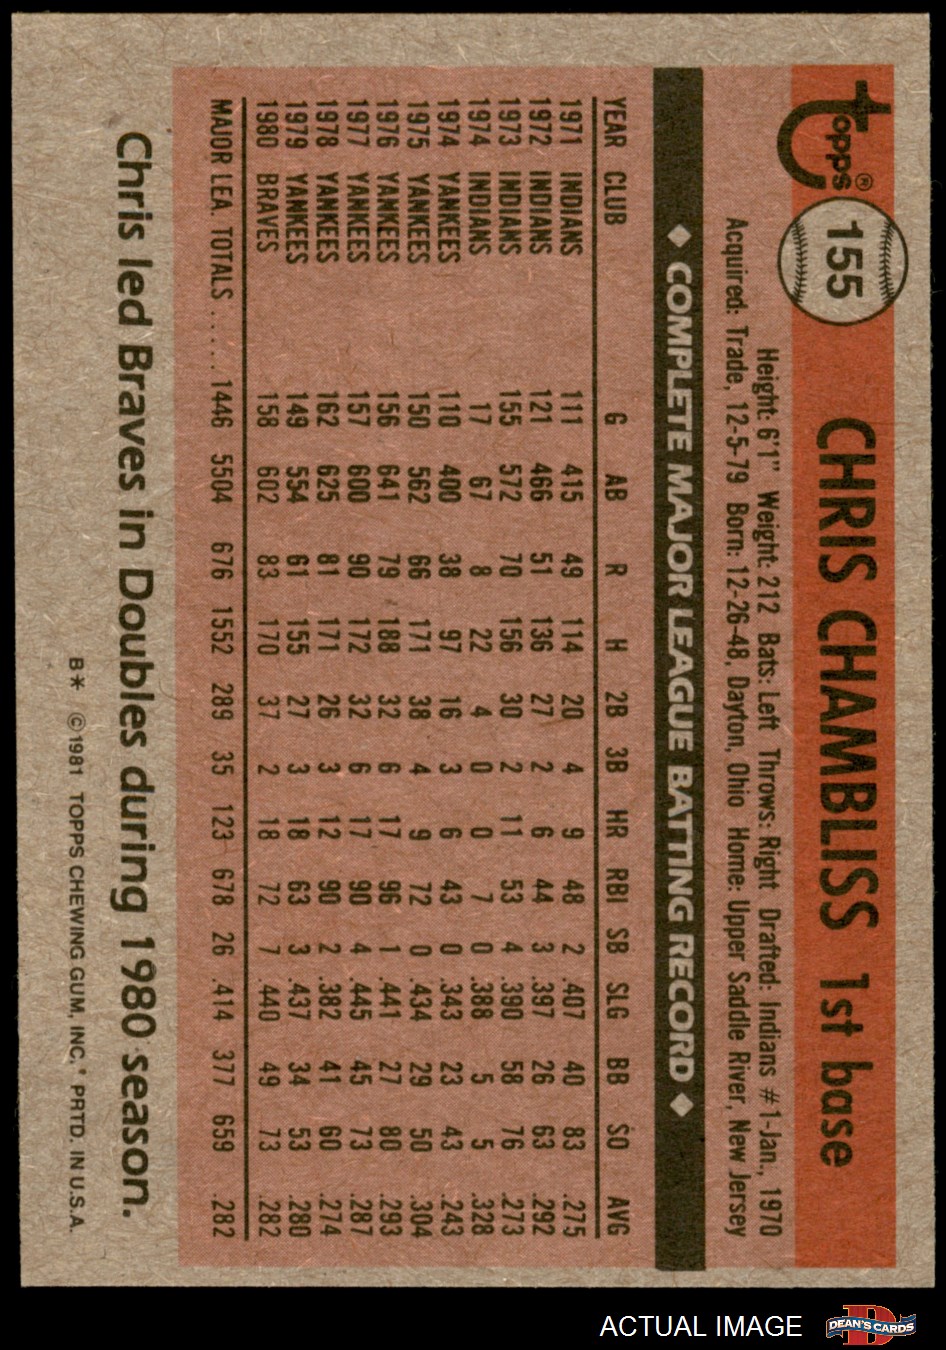 Topps®
155 CHRIS CHAMBLISS 1st base
Height: 6'1" Weight: 212 Bats: Left Throws: Right Drafted: Indians #1-Jan., 1970
Acquired: Trade, 12-5-79 Born: 12-26-48, Dayton, Ohio Home: Upper Saddle River, New Jersey
◆ COMPLETE MAJOR LEAGUE BATTING RECORD ◆
YEAR CLUB G AB R H 2B 3B HR RBI SB SLG BB SO AVG
1971 INDIANS 111 415 49 114 20 4 9 48 2 .407 40 83 .275
1972 INDIANS 121 466 51 136 27 2 6 44 3 .397 26 63 .292
1973 INDIANS 155 572 70 156 30 2 11 53 4 .390 58 76 .273
1974 INDIANS 17 67 8 22 4 0 0 7 0 .388 5 5 .328
1974 YANKEES 110 400 38 97 16 3 6 43 0 .343 23 43 .243
1975 YANKEES 150 562 66 171 38 4 9 72 0 .434 29 50 .304
1976 YANKEES 156 641 79 188 32 6 17 96 1 .441 27 80 .293
1977 YANKEES 157 600 90 172 32 6 17 90 4 .445 45 73 .287
1978 YANKEES 162 625 81 171 26 3 12 90 2 .382 41 60 .274
1979 YANKEES 149 554 61 155 27 3 18 63 3 .437 34 53 .280
1980 BRAVES 158 602 83 170 37 2 18 72 7 .440 49 73 .282
MAJOR LEA. TOTALS ...... 1446 5504 676 1552 289 35 123 678 26 .414 377 659 .282
Chris led Braves in Doubles during 1980 season.
B* ©1981 TOPPS CHEWING GUM, INC. PRTD. IN U.S.A.
ACTUAL IMAGE
D
DEAN'S CARDS